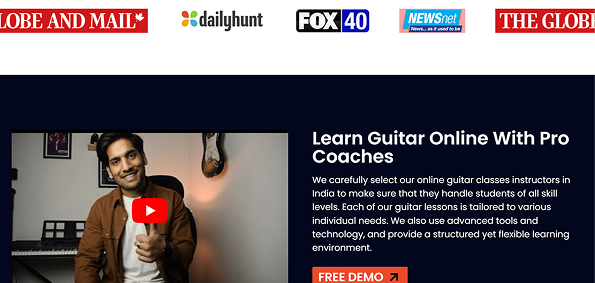 LOBE AND MAIL
dailyhunt
FOX 40
NEWSnet
News... as it used to be
THE GLOBE
Learn Guitar Online With Pro
Coaches
We carefully select our online guitar classes instructors in
India to make sure that they handle students of all skill
levels. Each of our guitar lessons is tailored to various
individual needs. We also use advanced tools and
technology, and provide a structured yet flexible learning
environment.
FREE DEMO